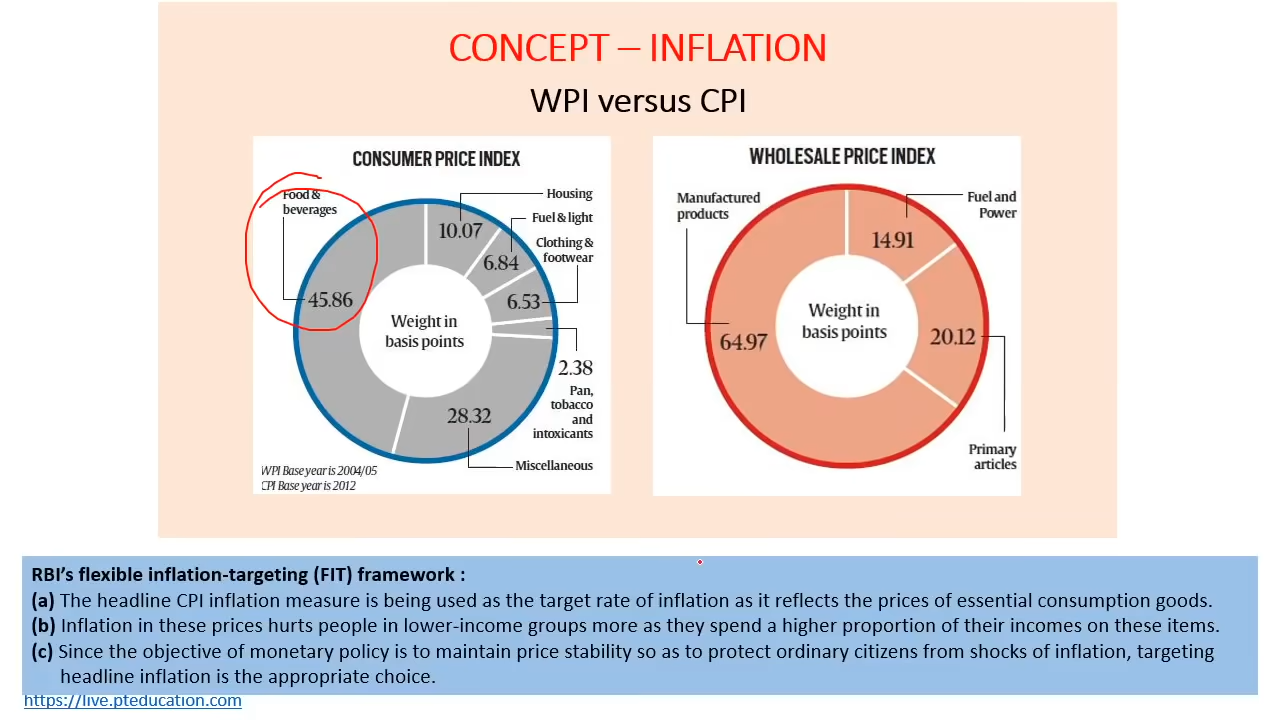 CONCEPT – INFLATION
WPI versus CPI
CONSUMER PRICE INDEX
Food &
beverages
45.86
Housing
10.07
Fuel & light
6.84
Clothing &
footwear
6.53
Weight in
basis points
2.38
Pan,
tobacco
and
intoxicants
28.32
Miscellaneous
WPI Base year is 2004/05
CPI Base year is 2012
WHOLESALE PRICE INDEX
Manufactured
products
64.97
Fuel and
Power
14.91
Weight in
basis points
20.12
Primary
articles
RBI’s flexible inflation-targeting (FIT) framework :
(a) The headline CPI inflation measure is being used as the target rate of inflation as it reflects the prices of essential consumption goods.
(b) Inflation in these prices hurts people in lower-income groups more as they spend a higher proportion of their incomes on these items.
(c) Since the objective of monetary policy is to maintain price stability so as to protect ordinary citizens from shocks of inflation, targeting
headline inflation is the appropriate choice.
https://live.pteducation.com